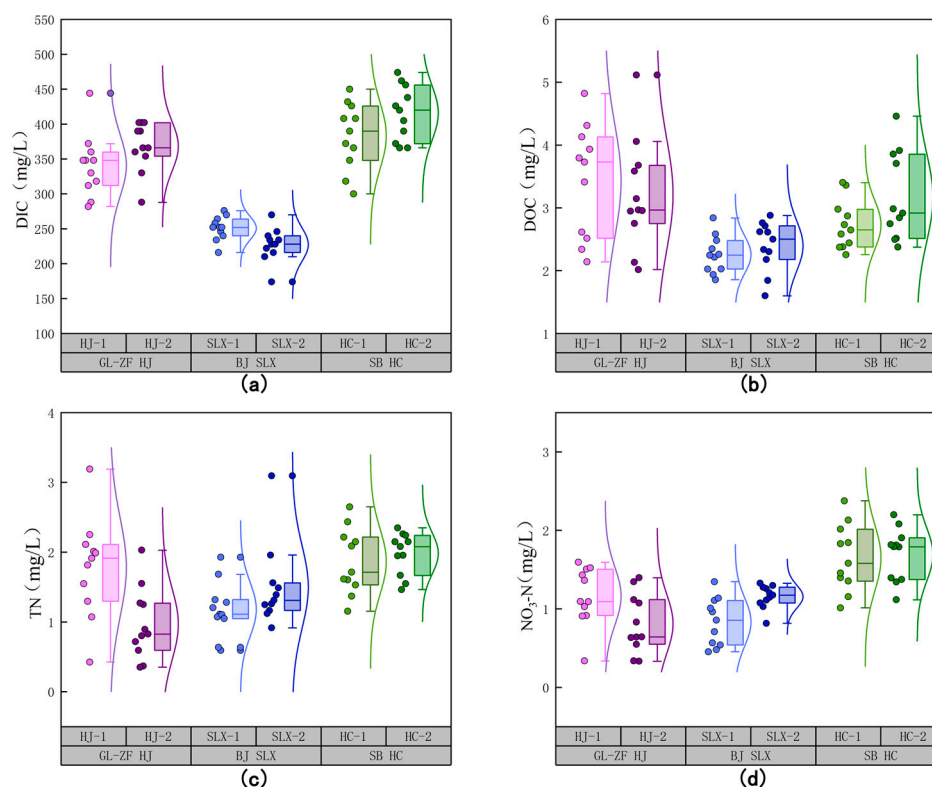 550
500
450
400
350
300
250
200
150
100
DIC（mg/L）
HJ-1 HJ-2 SLX-1 SLX-2 HC-1 HC-2
GL-ZF HJ BJ SLX SB HC
(a)
6
5
4
3
2
1
DOC（mg/L）
HJ-1 HJ-2 SLX-1 SLX-2 HC-1 HC-2
GL-ZF HJ BJ SLX SB HC
(b)
4
3
2
1
0
TN（mg/L）
HJ-1 HJ-2 SLX-1 SLX-2 HC-1 HC-2
GL-ZF HJ BJ SLX SB HC
(c)
3
2
1
0
NO₃-N（mg/L）
HJ-1 HJ-2 SLX-1 SLX-2 HC-1 HC-2
GL-ZF HJ BJ SLX SB HC
(d)